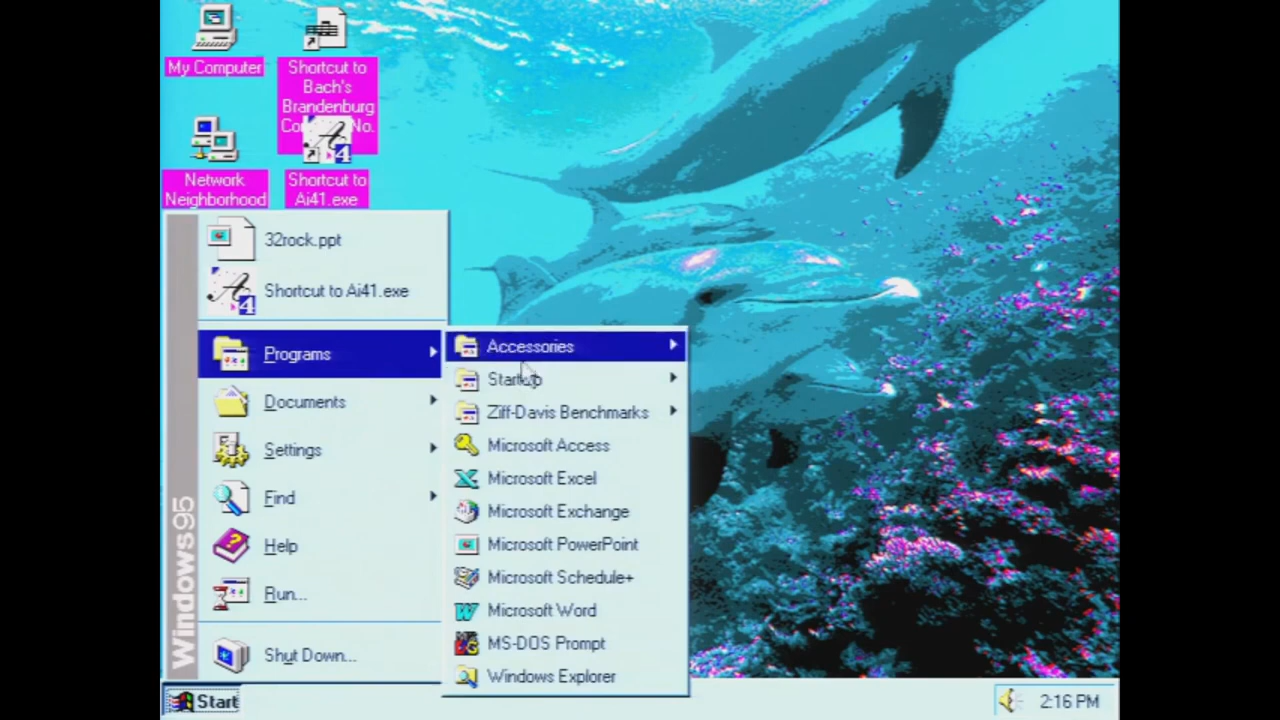 My Computer
Shortcut to
Bach's
Brandenburg
No.
Network
Neighborhood
Shortcut to
Ai41.exe
32rock.ppt
Shortcut to Ai41.exe
Programs
Documents
Settings
Find
Help
Run...
Shut Down...
Windows95
Accessories
StartUp
Ziff-Davis Benchmarks
Microsoft Access
Microsoft Excel
Microsoft Exchange
Microsoft PowerPoint
Microsoft Schedule+
Microsoft Word
MS-DOS Prompt
Windows Explorer
Start
2:16 PM